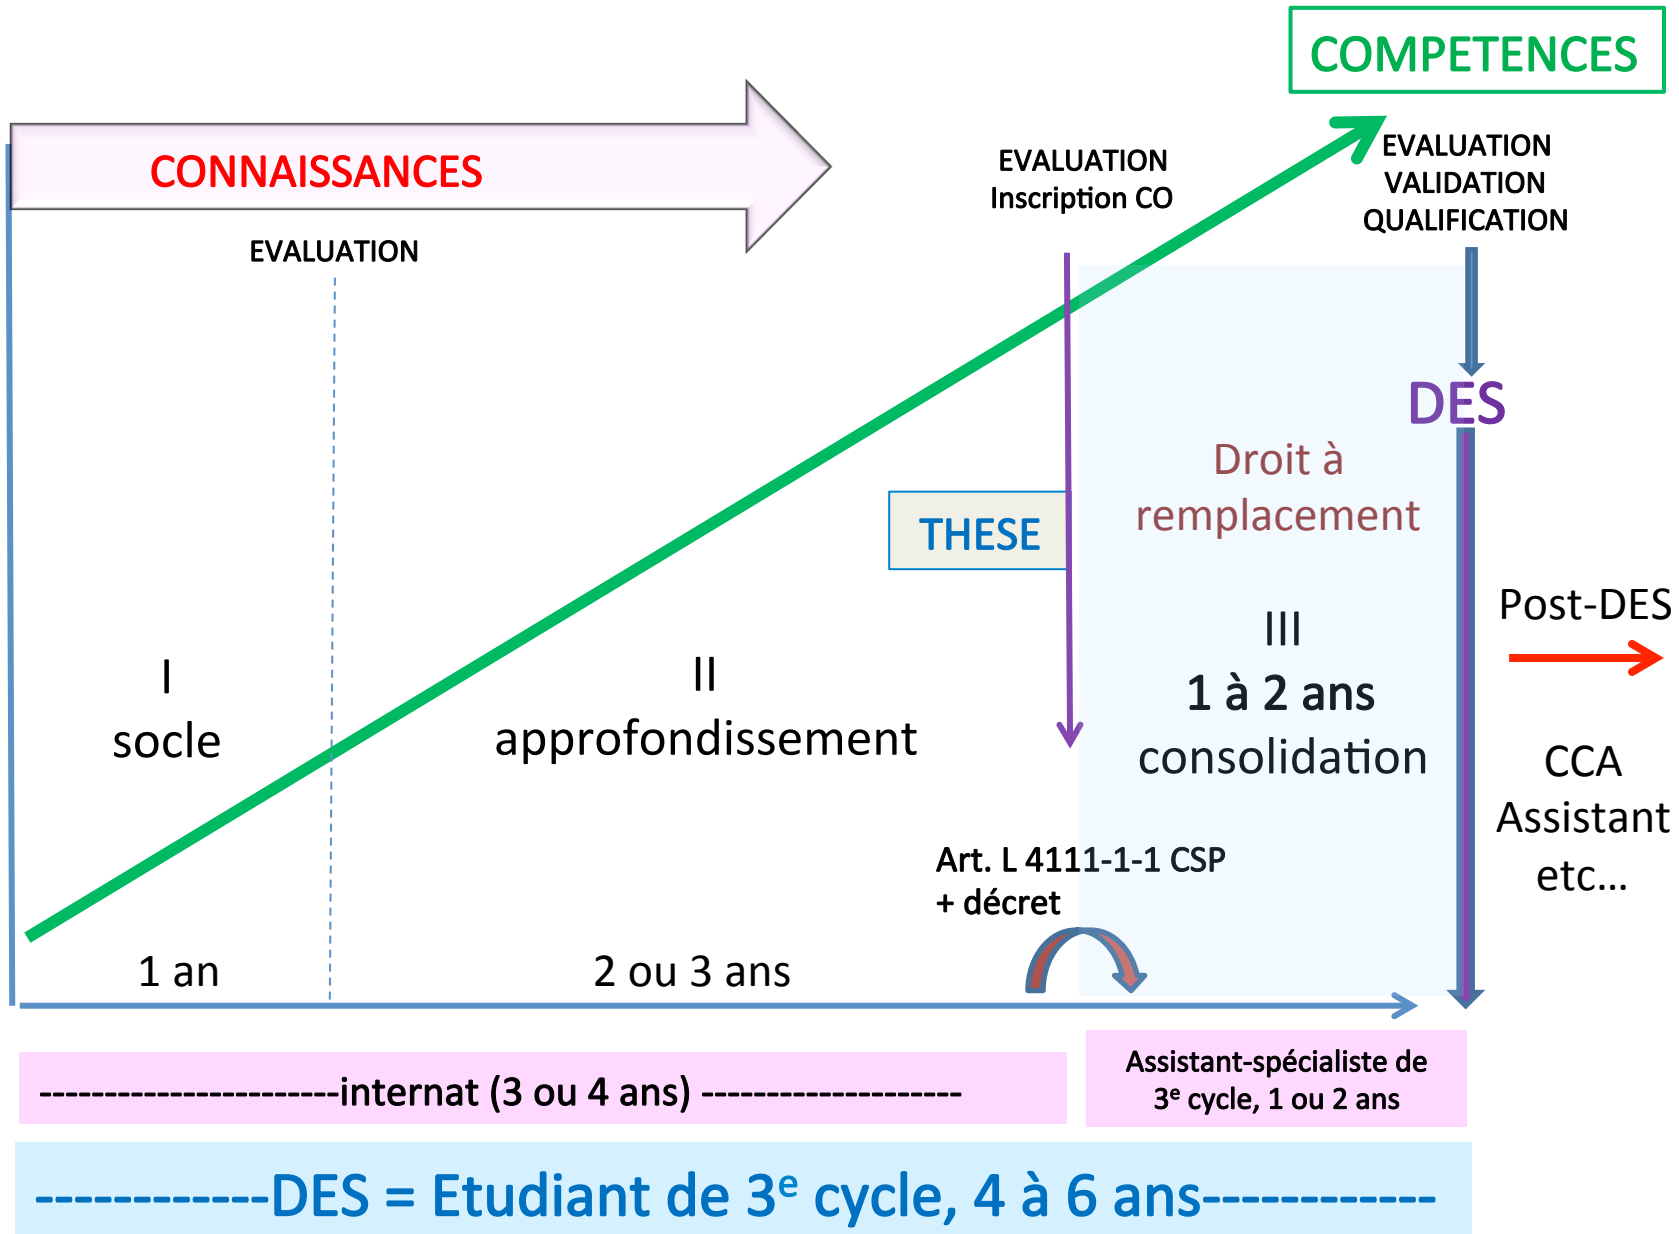 COMPETENCES
CONNAISSANCES
EVALUATION
EVALUATION
Inscription CO
EVALUATION
VALIDATION
QUALIFICATION
DES
Droit à
remplacement
THESE
Post-DES
I
socle
II
approfondissement
III
1 à 2 ans
consolidation
CCA
Assistant
etc...
Art. L 4111-1-1 CSP
+ décret
1 an
2 ou 3 ans
-----------------------internat (3 ou 4 ans) --------------------
Assistant-spécialiste de
3e cycle, 1 ou 2 ans
------------DES = Etudiant de 3e cycle, 4 à 6 ans------------